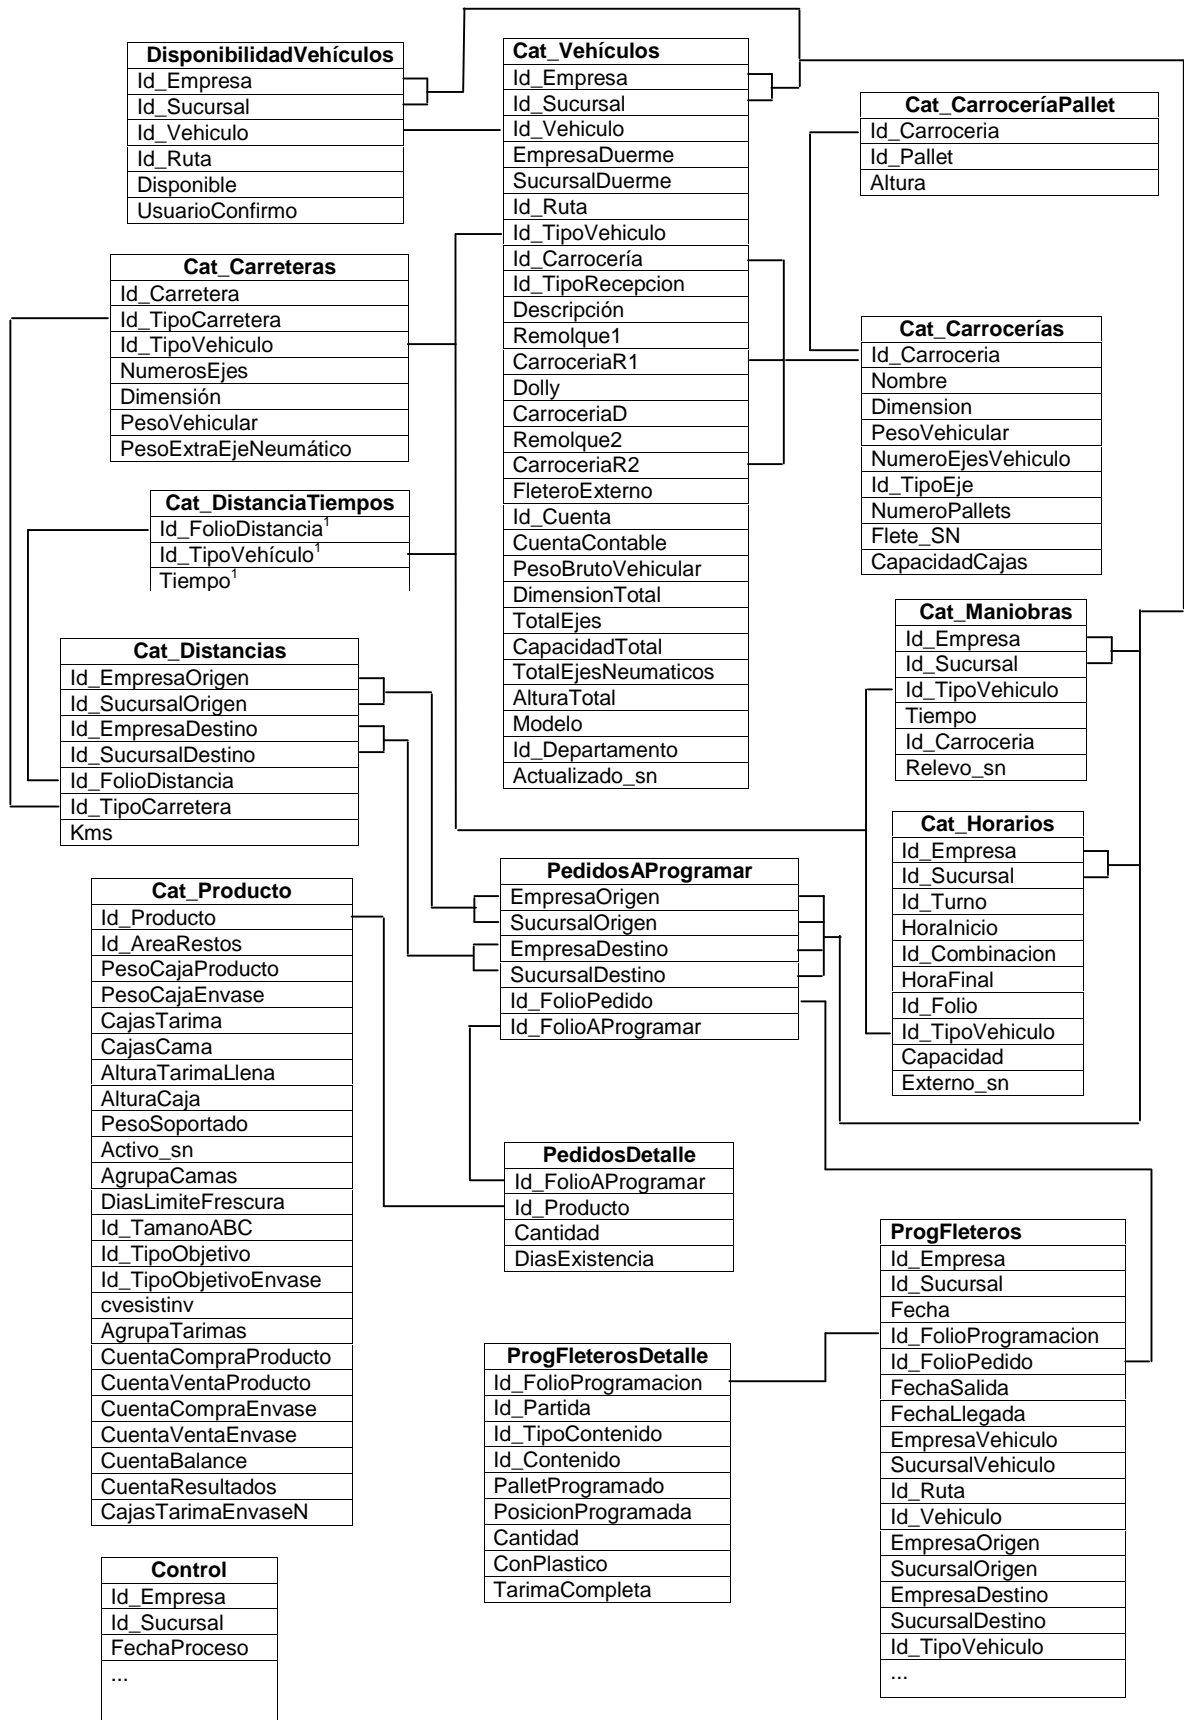 DisponibilidadVehículos
Id_Empresa
Id_Sucursal
Id_Vehiculo
Id_Ruta
Disponible
UsuarioConfirmo
Cat_Vehículos
Id_Empresa
Id_Sucursal
Id_Vehiculo
EmpresaDuerme
SucursalDuerme
Id_Ruta
Id_TipoVehiculo
Id_Carrocería
Id_TipoRecepcion
Descripción
Remolque1
CarroceriaR1
Dolly
CarroceriaD
Remolque2
CarroceriaR2
FleteroExterno
Id_Cuenta
CuentaContable
PesoBrutoVehicular
DimensionTotal
TotalEjes
CapacidadTotal
TotalEjesNeumaticos
AlturaTotal
Modelo
Id_Departamento
Actualizado_sn
Cat_CarroceríaPallet
Id_Carroceria
Id_Pallet
Altura
Cat_Carreteras
Id_Carretera
Id_TipoCarretera
Id_TipoVehiculo
NumerosEjes
Dimensión
PesoVehicular
PesoExtraEjeNeumático
Cat_Carrocerías
Id_Carroceria
Nombre
Dimension
PesoVehicular
NumeroEjesVehiculo
Id_TipoEje
NumeroPallets
Flete_SN
CapacidadCajas
Cat_DistanciaTiempos
Id_FolioDistancia¹
Id_TipoVehículo¹
Tiempo¹
Cat_Maniobras
Id_Empresa
Id_Sucursal
Id_TipoVehiculo
Tiempo
Id_Carroceria
Relevo_sn
Cat_Distancias
Id_EmpresaOrigen
Id_SucursalOrigen
Id_EmpresaDestino
Id_SucursalDestino
Id_FolioDistancia
Id_TipoCarretera
Kms
Cat_Horarios
Id_Empresa
Id_Sucursal
Id_Turno
HoraInicio
Id_Combinacion
HoraFinal
Id_Folio
Id_TipoVehiculo
Capacidad
Externo_sn
PedidosAProgramar
EmpresaOrigen
SucursalOrigen
EmpresaDestino
SucursalDestino
Id_FolioPedido
Id_FolioAProgramar
Cat_Producto
Id_Producto
Id_AreaRestos
PesoCajaProducto
PesoCajaEnvase
CajasTarima
CajasCama
AlturaTarimaLlena
AlturaCaja
PesoSoportado
Activo_sn
AgrupaCamas
DiasLimiteFrescura
Id_TamanoABC
Id_TipoObjetivo
Id_TipoObjetivoEnvase
cvesistinv
AgrupaTarimas
CuentaCompraProducto
CuentaVentaProducto
CuentaCompraEnvase
CuentaVentaEnvase
CuentaBalance
CuentaResultados
CajasTarimaEnvaseN
PedidosDetalle
Id_FolioAProgramar
Id_Producto
Cantidad
DiasExistencia
ProgFleteros
Id_Empresa
Id_Sucursal
Fecha
Id_FolioProgramacion
Id_FolioPedido
FechaSalida
FechaLlegada
EmpresaVehiculo
SucursalVehiculo
Id_Ruta
Id_Vehiculo
EmpresaOrigen
SucursalOrigen
EmpresaDestino
SucursalDestino
Id_TipoVehiculo
...
ProgFleterosDetalle
Id_FolioProgramacion
Id_Partida
Id_TipoContenido
Id_Contenido
PalletProgramado
PosicionProgramada
Cantidad
ConPlastico
TarimaCompleta
Control
Id_Empresa
Id_Sucursal
FechaProceso
...